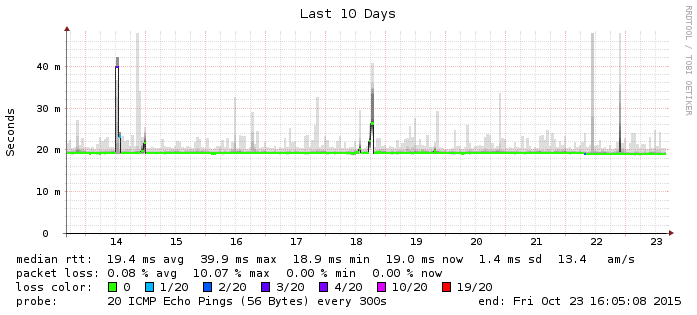 Last 10 Days
RRDTOOL / TOBI OETIKER
Seconds
40 m
30 m
20 m
10 m
0
14 15 16 17 18 19 20 21 22 23
median rtt: 19.4 ms avg 39.9 ms max 18.9 ms min 19.0 ms now 1.4 ms sd 13.4 am/s
packet loss: 0.08 % avg 10.07 % max 0.00 % min 0.00 % now
loss color: 0 1/20 2/20 3/20 4/20 10/20 19/20
probe: 20 ICMP Echo Pings (56 Bytes) every 300s end: Fri Oct 23 16:05:08 2015